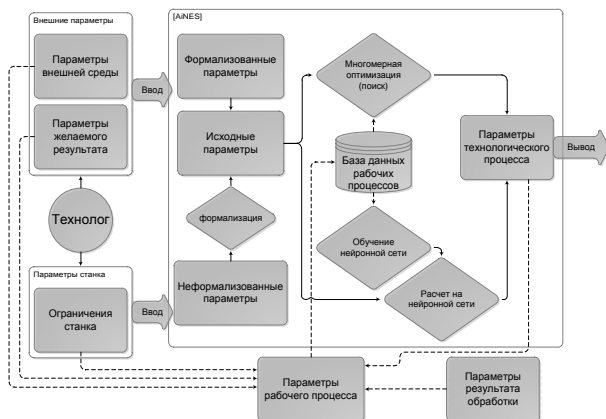 Внешние параметры
Параметры
внешней среды
Параметры
желаемого
результата
Технолог
Параметры станка
Ограничения
станка
Ввод
Ввод
[AiNES]
Формализованные
параметры
Исходные
параметры
формализация
Неформализованные
параметры
Многомерная
оптимизация
(поиск)
База данных
рабочих
процессов
Обучение
нейронной сети
Расчет на
нейронной сети
Параметры
технологического
процесса
Вывод
Параметры
рабочего процесса
Параметры
результата
обработки